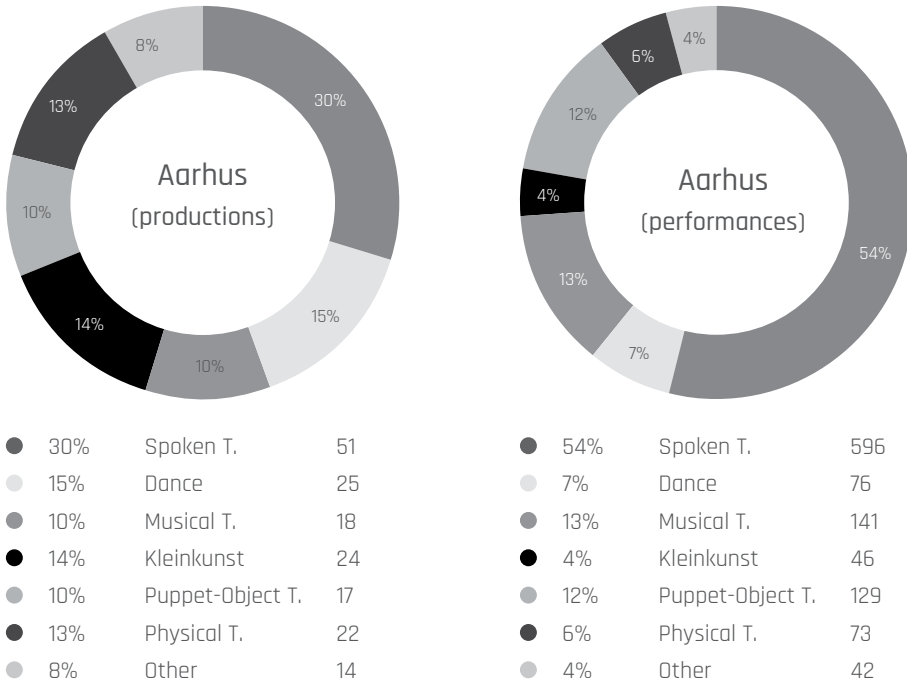 8%
30%
13%
10%
14%
10%
15%
Aarhus
(productions)
4%
6%
12%
4%
13%
7%
54%
Aarhus
(performances)
30% Spoken T. 51
15% Dance 25
10% Musical T. 18
14% Kleinkunst 24
10% Puppet-Object T. 17
13% Physical T. 22
8% Other 14
54% Spoken T. 596
7% Dance 76
13% Musical T. 141
4% Kleinkunst 46
12% Puppet-Object T. 129
6% Physical T. 73
4% Other 42